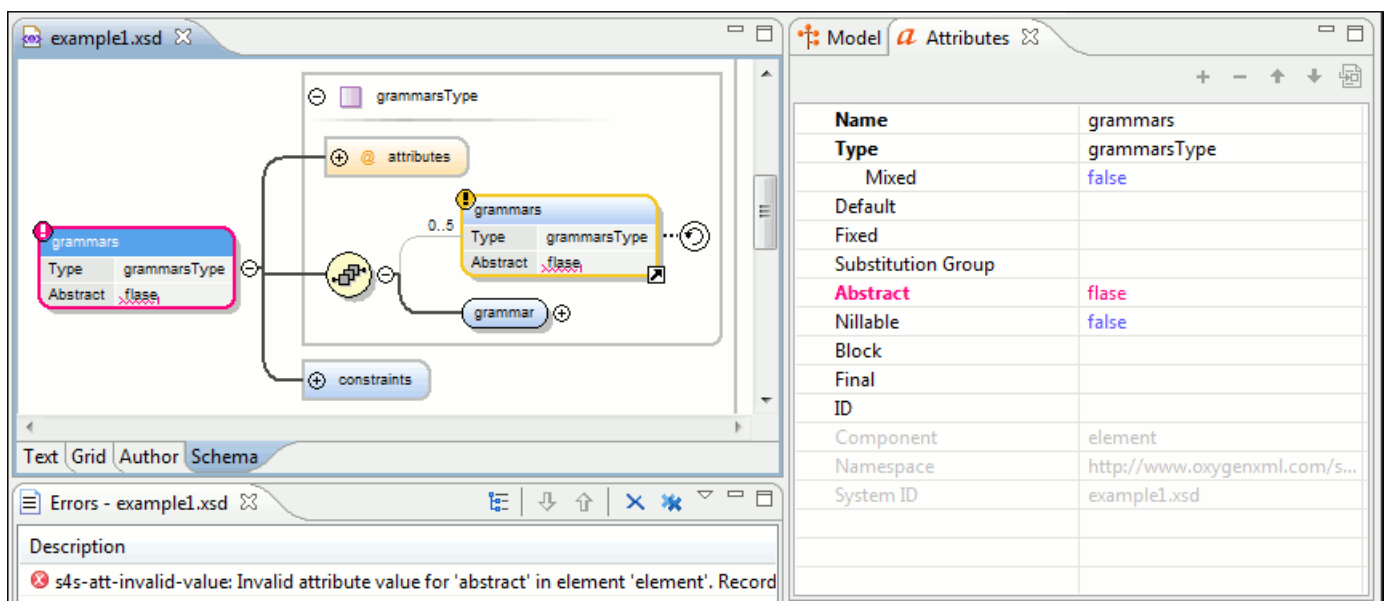 example1.xsd
grammarsType
@ attributes
grammars
0..5
Type grammarsType
Abstract flase
grammars
Type grammarsType
Abstract flase
grammar
constraints
Text Grid Author Schema
Errors - example1.xsd
Description
s4s-att-invalid-value: Invalid attribute value for 'abstract' in element 'element'. Record
Model a Attributes
Name grammars
Type grammarsType
Mixed false
Default
Fixed
Substitution Group
Abstract flase
Nillable false
Block
Final
ID
Component element
Namespace http://www.oxygenxml.com/s...
System ID example1.xsd